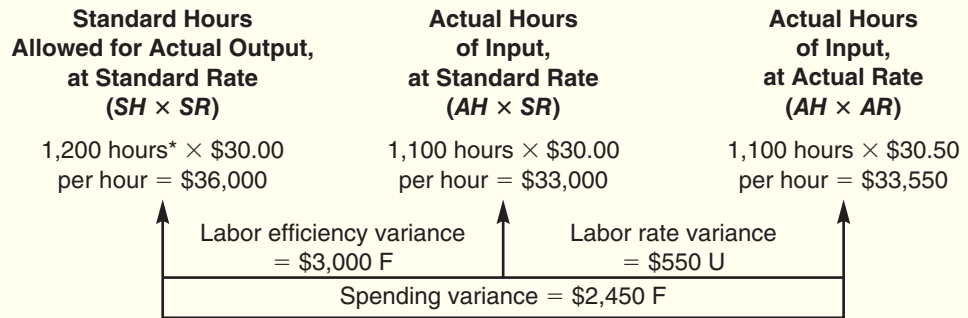 Standard Hours
Allowed for Actual Output,
at Standard Rate
(SH × SR)
1,200 hours* × $30.00
per hour = $36,000
Actual Hours
of Input,
at Standard Rate
(AH × SR)
1,100 hours × $30.00
per hour = $33,000
Actual Hours
of Input,
at Actual Rate
(AH × AR)
1,100 hours × $30.50
per hour = $33,550
Labor efficiency variance
= $3,000 F
Labor rate variance
= $550 U
Spending variance = $2,450 F